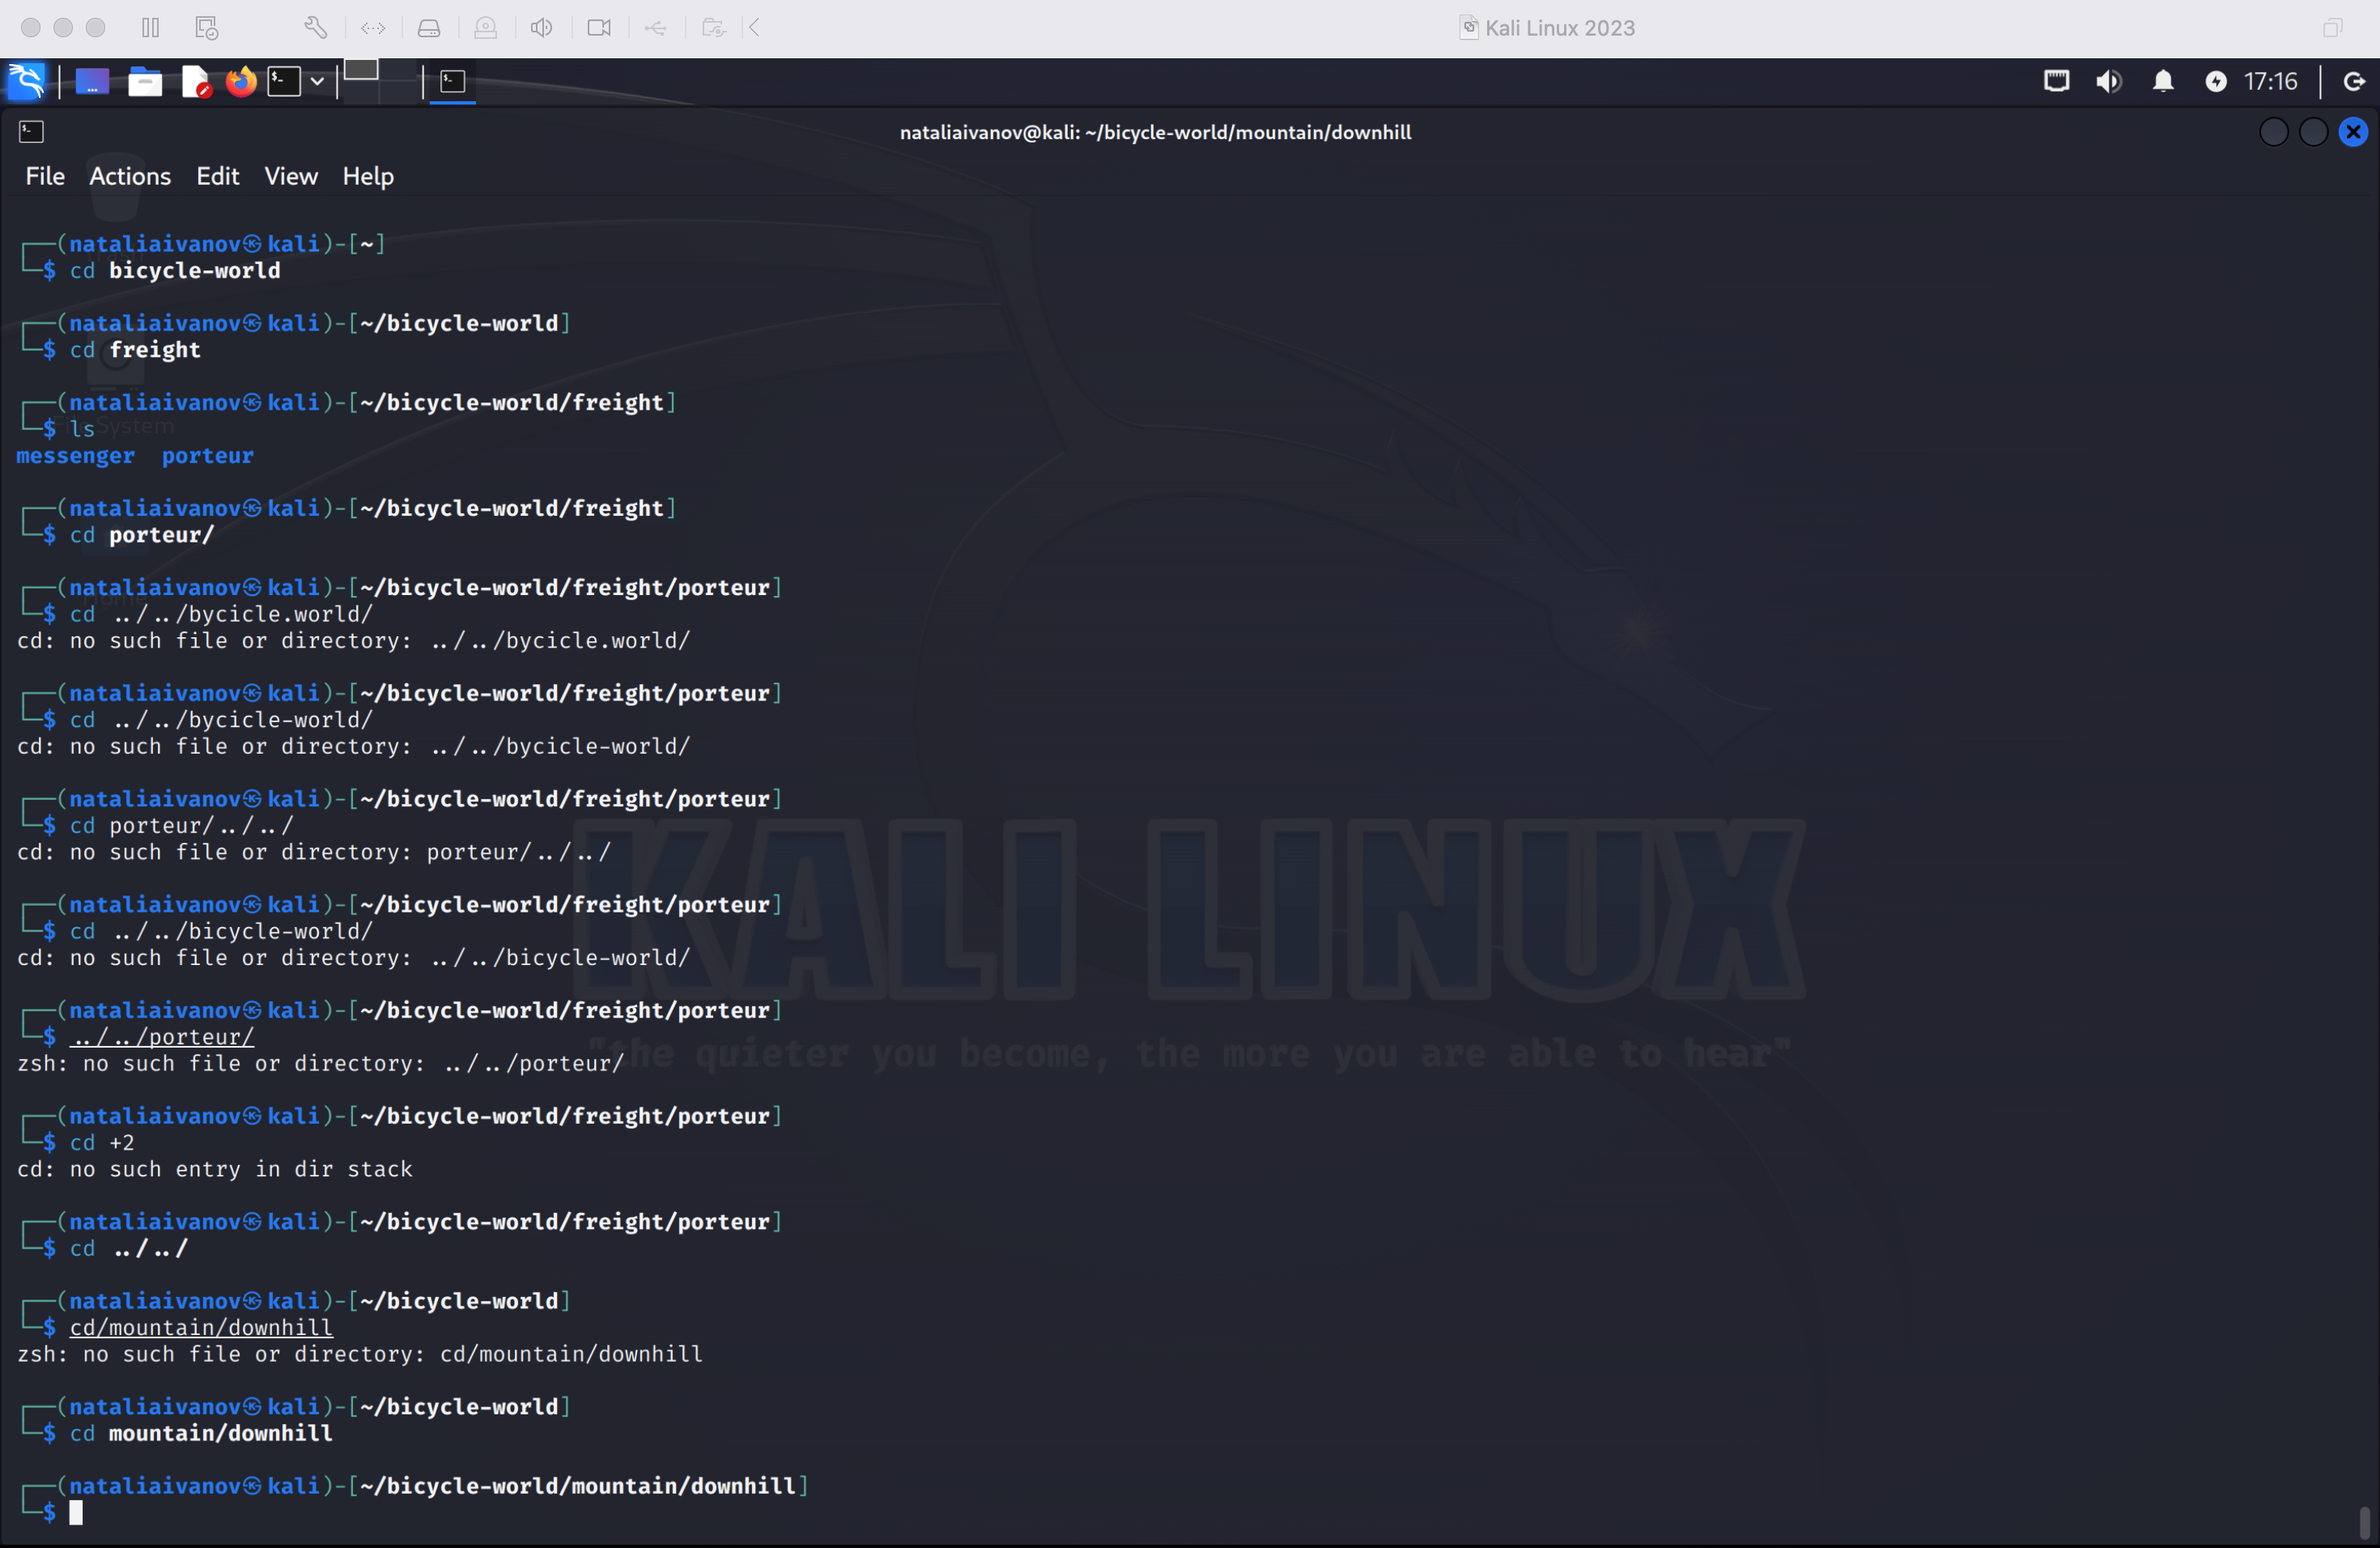 Kali Linux 2023
17:16
nataliaivanov@kali: ~/bicycle-world/mountain/downhill
File Actions Edit View Help
┌──(nataliaivanov㉿kali)-[~]
└─$ cd bicycle-world
┌──(nataliaivanov㉿kali)-[~/bicycle-world]
└─$ cd freight
┌──(nataliaivanov㉿kali)-[~/bicycle-world/freight]
└─$ ls
File System
messenger porteur
┌──(nataliaivanov㉿kali)-[~/bicycle-world/freight]
└─$ cd porteur/
┌──(nataliaivanov㉿kali)-[~/bicycle-world/freight/porteur]
Home
└─$ cd ../../bycicle.world/
cd: no such file or directory: ../../bycicle.world/
┌──(nataliaivanov㉿kali)-[~/bicycle-world/freight/porteur]
└─$ cd ../../bycicle-world/
cd: no such file or directory: ../../bycicle-world/
┌──(nataliaivanov㉿kali)-[~/bicycle-world/freight/porteur]
└─$ cd porteur/../../
cd: no such file or directory: porteur/../../
┌──(nataliaivanov㉿kali)-[~/bicycle-world/freight/porteur]
└─$ cd ../../bicycle-world/
cd: no such file or directory: ../../bicycle-world/
KALI LINUX
┌──(nataliaivanov㉿kali)-[~/bicycle-world/freight/porteur]
└─$ ../../porteur/
zsh: no such file or directory: ../../porteur/
"the quieter you become, the more you are able to hear"
┌──(nataliaivanov㉿kali)-[~/bicycle-world/freight/porteur]
└─$ cd +2
cd: no such entry in dir stack
┌──(nataliaivanov㉿kali)-[~/bicycle-world/freight/porteur]
└─$ cd ../../
┌──(nataliaivanov㉿kali)-[~/bicycle-world]
└─$ cd/mountain/downhill
zsh: no such file or directory: cd/mountain/downhill
┌──(nataliaivanov㉿kali)-[~/bicycle-world]
└─$ cd mountain/downhill
┌──(nataliaivanov㉿kali)-[~/bicycle-world/mountain/downhill]
└─$